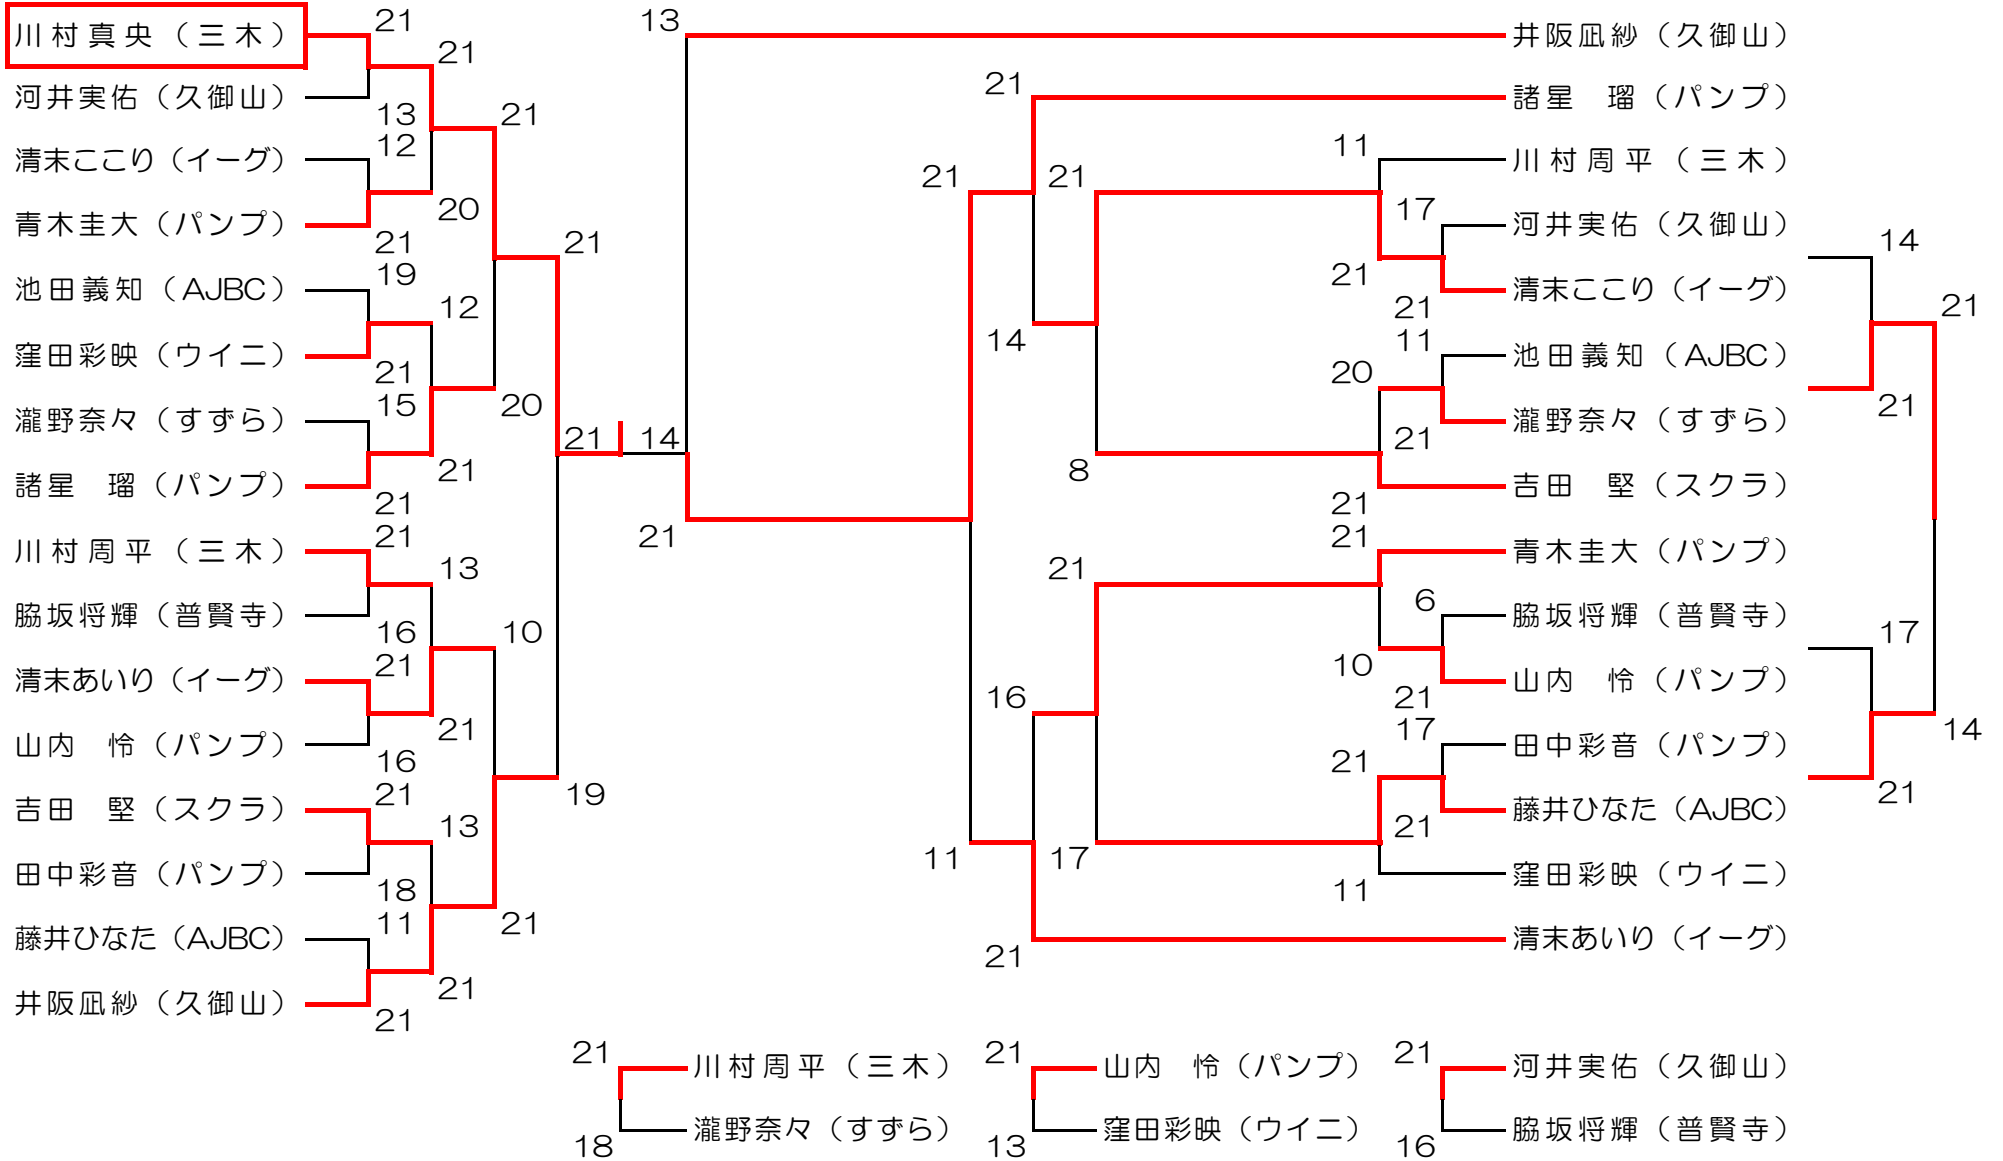 川村真央（三木）
21
21
河井実佑（久御山）
13
21
清末ここり（イーグ）
12
青木圭大（パンプ）
20
21
21
池田義知（AJBC）
19
12
窪田彩映（ウイニ）
21
20
瀧野奈々（すずら）
15
21
諸星　瑠（パンプ）
21
21
川村周平（三木）
21
13
脇坂将輝（普賢寺）
16
10
清末あいり（イーグ）
21
山内　怜（パンプ）
21
16
19
吉田　堅（スクラ）
21
13
田中彩音（パンプ）
18
藤井ひなた（AJBC）
11
21
井阪凪紗（久御山）
21
21
14
13
21
井阪凪紗（久御山）
21
諸星　瑠（パンプ）
11
川村周平（三木）
21
21
17
河井実佑（久御山）
14
21
清末ここり（イーグ）
21
21
14
11
池田義知（AJBC）
20
瀧野奈々（すずら）
21
21
8
吉田　堅（スクラ）
21
21
青木圭大（パンプ）
21
6
脇坂将輝（普賢寺）
17
10
山内　怜（パンプ）
16
21
17
田中彩音（パンプ）
14
21
藤井ひなた（AJBC）
21
21
11
17
窪田彩映（ウイニ）
11
清末あいり（イーグ）
21
21
川村周平（三木）
瀧野奈々（すずら）
18
21
山内　怜（パンプ）
窪田彩映（ウイニ）
13
21
河井実佑（久御山）
脇坂将輝（普賢寺）
16